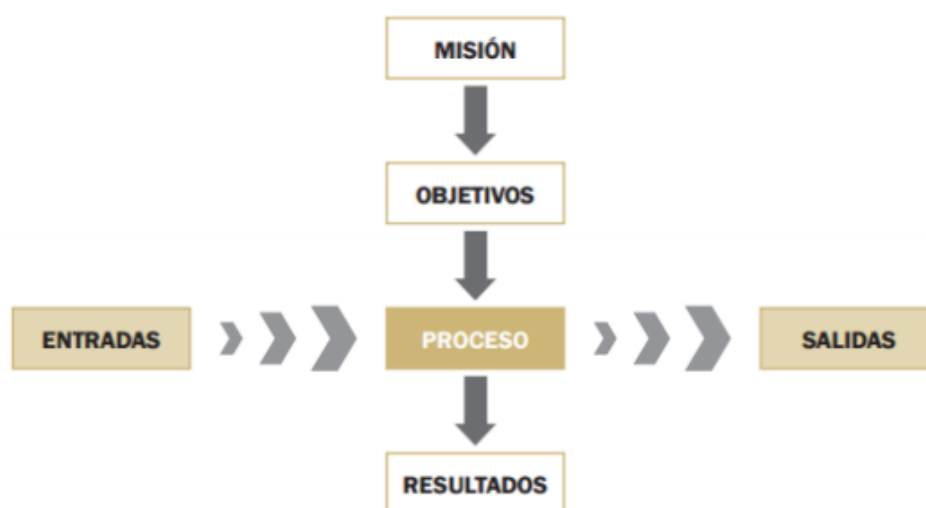 MISIÓN
OBJETIVOS
ENTRADAS
PROCESO
SALIDAS
RESULTADOS